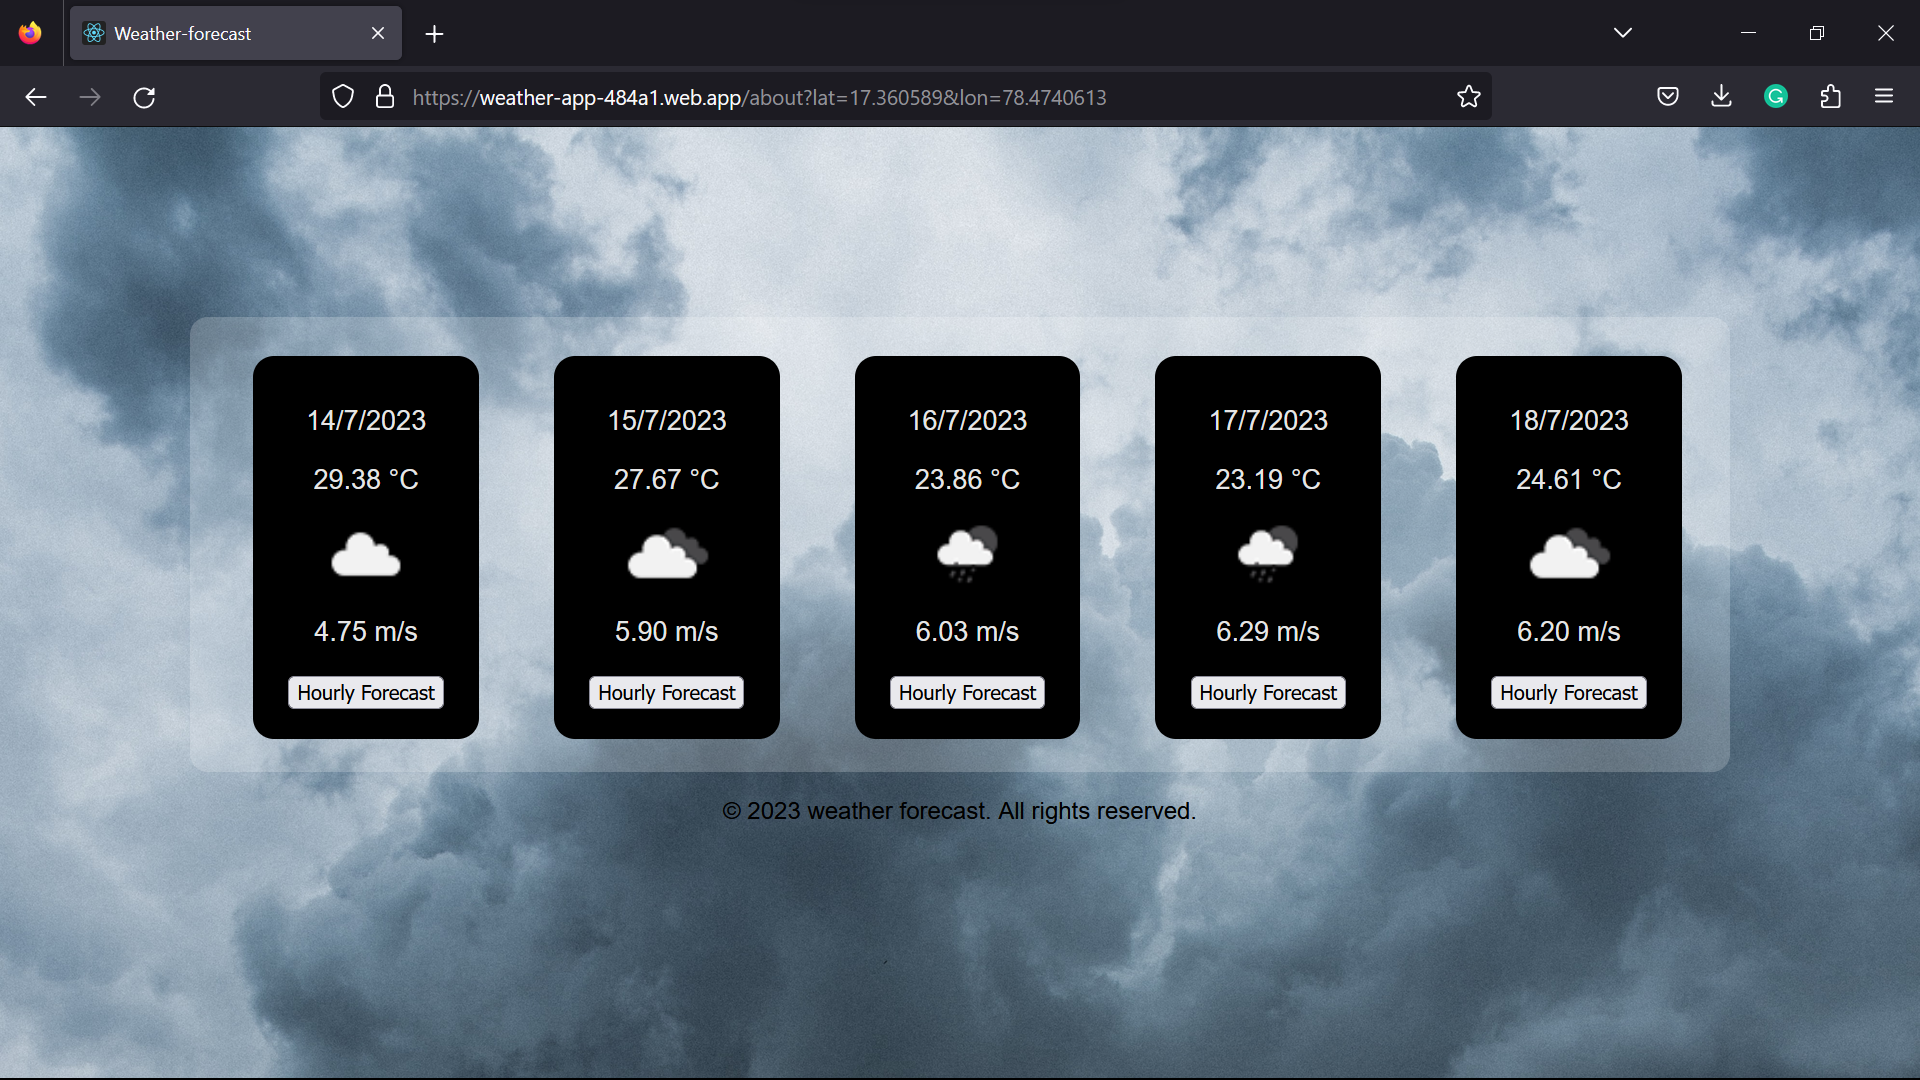 Weather-forecast
https://weather-app-484a1.web.app/about?lat=17.360589&lon=78.4740613
14/7/2023
29.38 °C
4.75 m/s
Hourly Forecast
15/7/2023
27.67 °C
5.90 m/s
Hourly Forecast
16/7/2023
23.86 °C
6.03 m/s
Hourly Forecast
17/7/2023
23.19 °C
6.29 m/s
Hourly Forecast
18/7/2023
24.61 °C
6.20 m/s
Hourly Forecast
© 2023 weather forecast. All rights reserved.